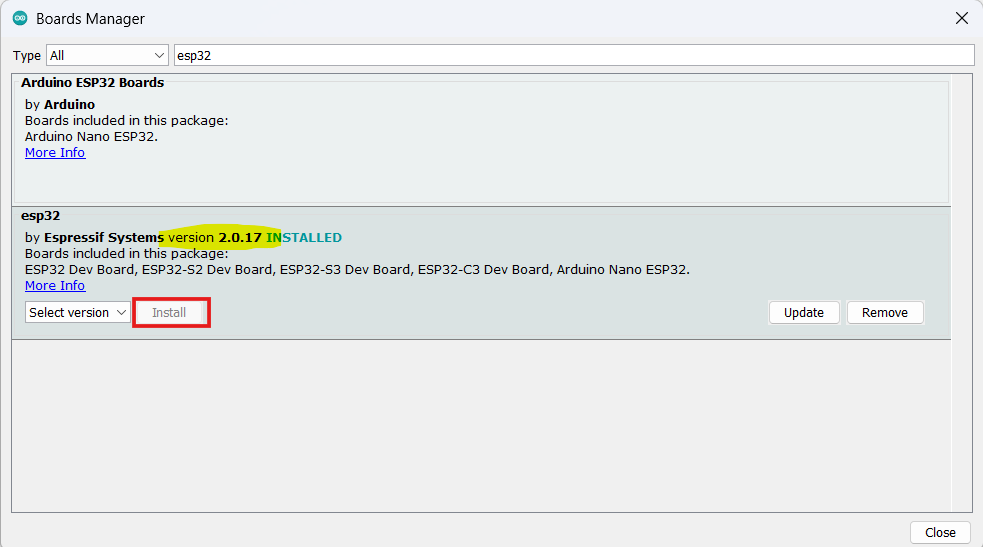 Boards Manager
Type All esp32
Arduino ESP32 Boards
by Arduino
Boards included in this package:
Arduino Nano ESP32.
More Info
esp32
by Espressif Systems version 2.0.17 INSTALLED
Boards included in this package:
ESP32 Dev Board, ESP32-S2 Dev Board, ESP32-S3 Dev Board, ESP32-C3 Dev Board, Arduino Nano ESP32.
More Info
Select version Install Update Remove
Close